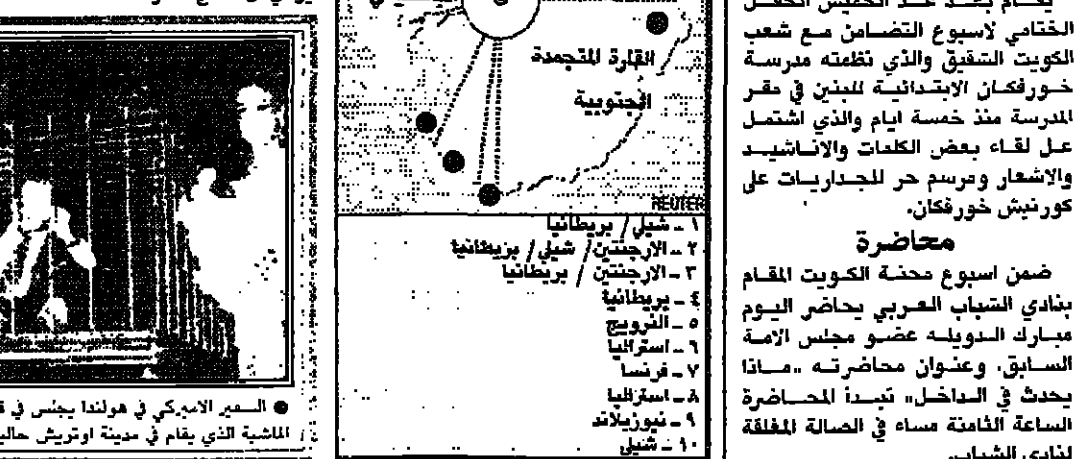 الختامي لاسبوع التضامن مع شعب
الكويت الشقيق والذي نظمته مدرسة
خورفكان الابتدائية للبنين في مقر
المدرسة منذ خمسة ايام والذي اشتمل
على لقاء بعض الكلمات والاناشيد
والاشعار ومرسم حر للجداريات على
كورنيش خورفكان.
محاضرة
ضمن اسبوع محنة الكويت المقام
بنادي الشباب العربي يحاضر اليوم
مبارك الدويله عضو مجلس الامة
السابق، وعنوان محاضرته «ماذا
يحدث في الداخل» تبدأ المحاضرة
الساعة الثامنة مساء في الصالة المغلقة
لنادي الشباب.
القارة المتجمدة
الجنوبية
REUTER
١ - شيلي / بريطانيا
٢ - الارجنتين / شيلي / بريطانيا
٣ - الارجنتين / بريطانيا
٤ - بريطانيا
٥ - النرويج
٦ - استراليا
٧ - فرنسا
٨ - استراليا
٩ - نيوزيلاند
١٠ - شيلي
● السفير الاميركي في هولندا يجلس في
الماشية الذي يقام في مدينة اوتريش